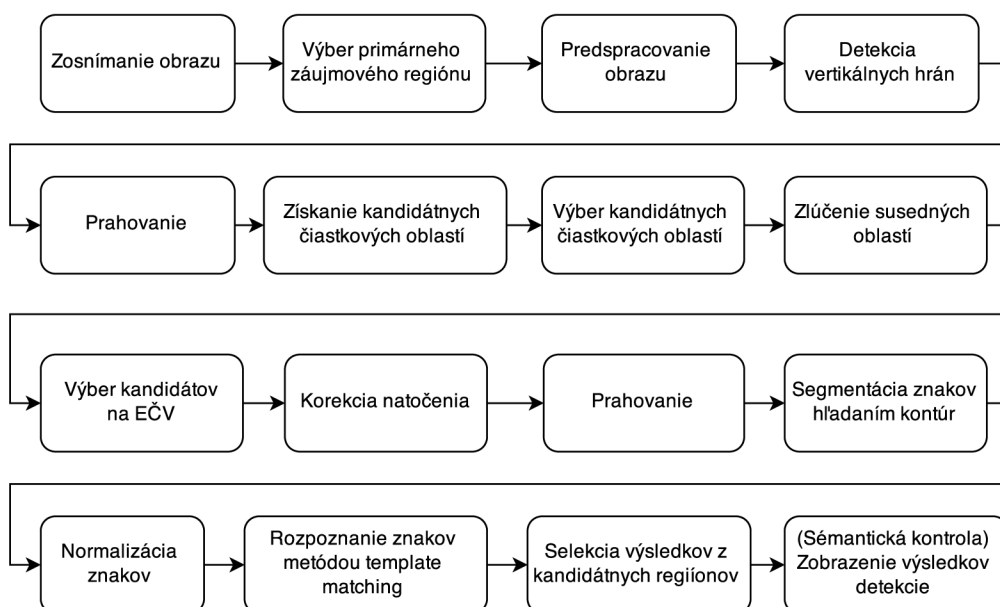 Zosnímanie obrazu
Výber primárneho
záujmového regiónu
Predspracovanie
obrazu
Detekcia
vertikálnych hrán
Prahovanie
Získanie kandidátnych
čiastkových oblastí
Výber kandidátnych
čiastkových oblastí
Zlúčenie susedných
oblastí
Výber kandidátov
na EČV
Korekcia natočenia
Prahovanie
Segmentácia znakov
hľadaním kontúr
Normalizácia
znakov
Rozpoznanie znakov
metódou template
matching
Selekcia výsledkov z
kandidátnych regiíonov
(Sémantická kontrola)
Zobrazenie výsledkov
detekcie